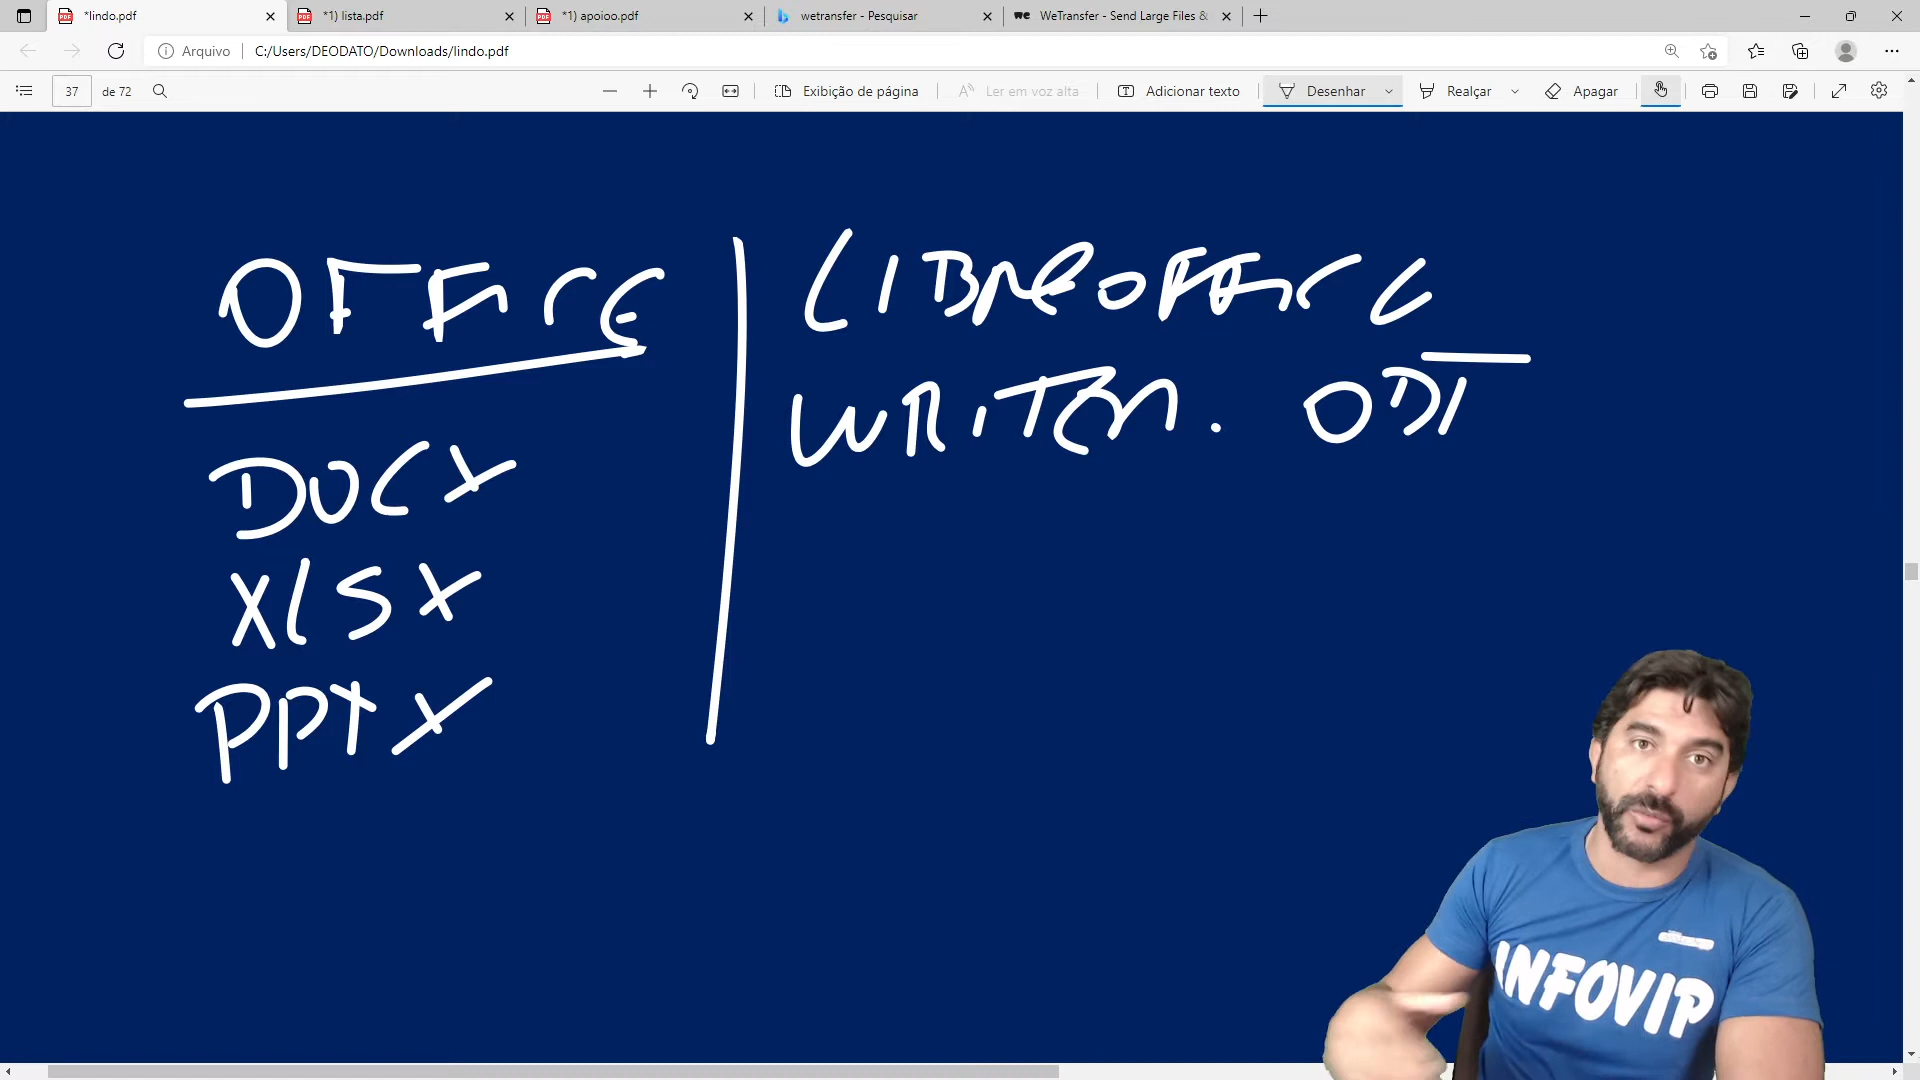 *lindo.pdf
*1) lista.pdf
*1) apoioo.pdf
wetransfer - Pesquisar
we WeTransfer - Send Large Files &
Arquivo C:/Users/DEODATO/Downloads/lindo.pdf
37 de 72
Exibição de página
Ler em voz alta
Adicionar texto
Desenhar
Realçar
Apagar
OFFICE
DOCX
XLSX
PPTX
LIBREOFFICE
WRITER. ODT
INFOVIP